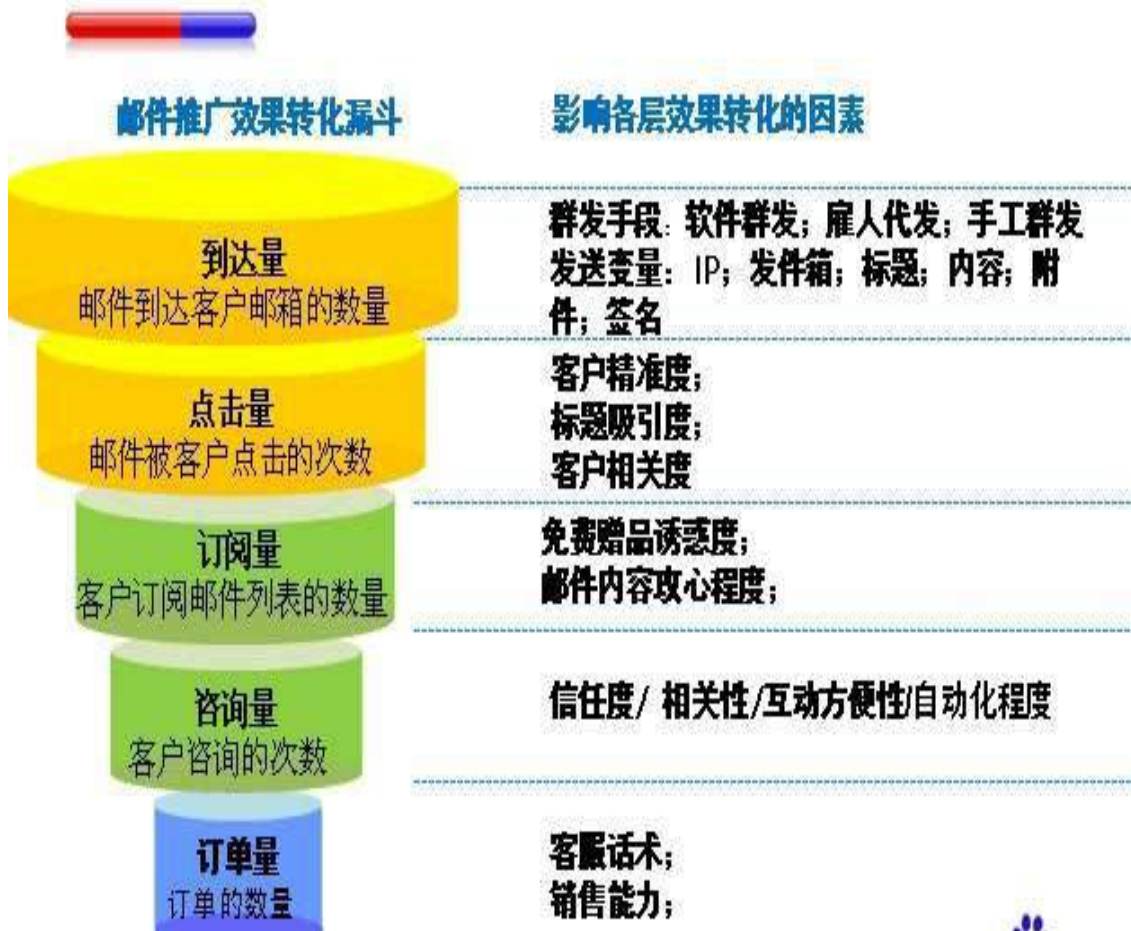 邮件推广效果转化漏斗
影响各层效果转化的因素
到达量
邮件到达客户邮箱的数量
群发手段：软件群发；雇人代发；手工群发
发送变量：IP；发件箱；标题；内容；附
件；签名
点击量
邮件被客户点击的次数
客户精准度；
标题吸引度；
客户相关度
订阅量
客户订阅邮件列表的数量
免费赠品诱惑度；
邮件内容攻心程度；
咨询量
客户咨询的次数
信任度/ 相关性/互动方便性/自动化程度
订单量
订单的数量
客服话术；
销售能力；